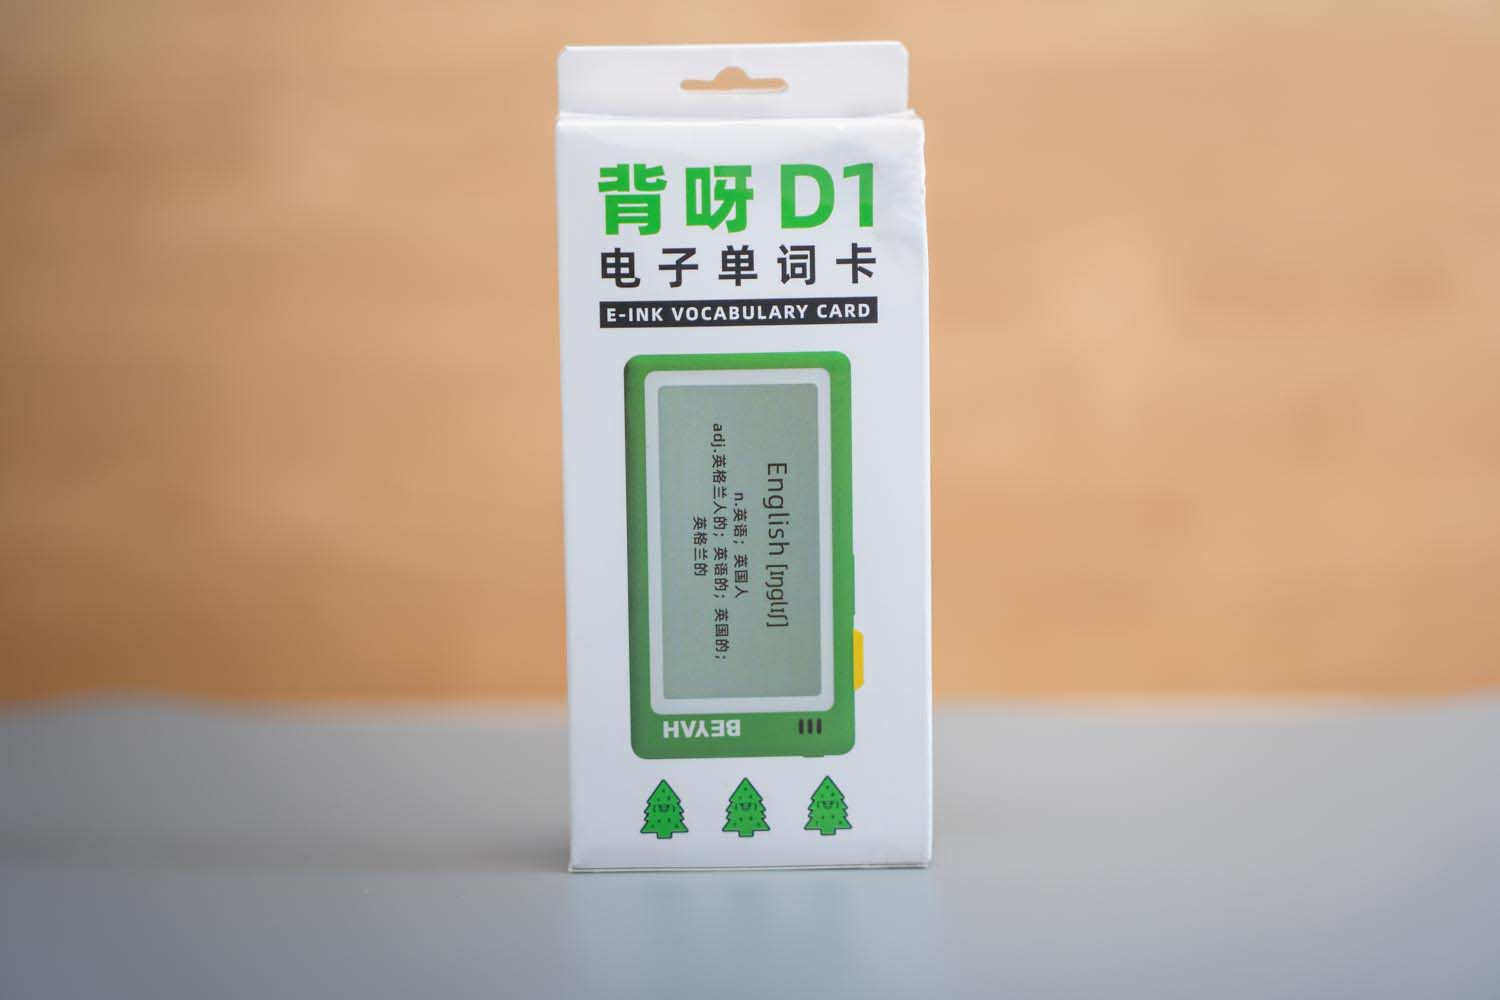 背呀 D1
电子单词卡
E-INK VOCABULARY CARD
English [ɪŋglɪʃ]
n.英语；英国人
adj.英格兰人的；英语的；英国的；
英格兰的
BEYAH